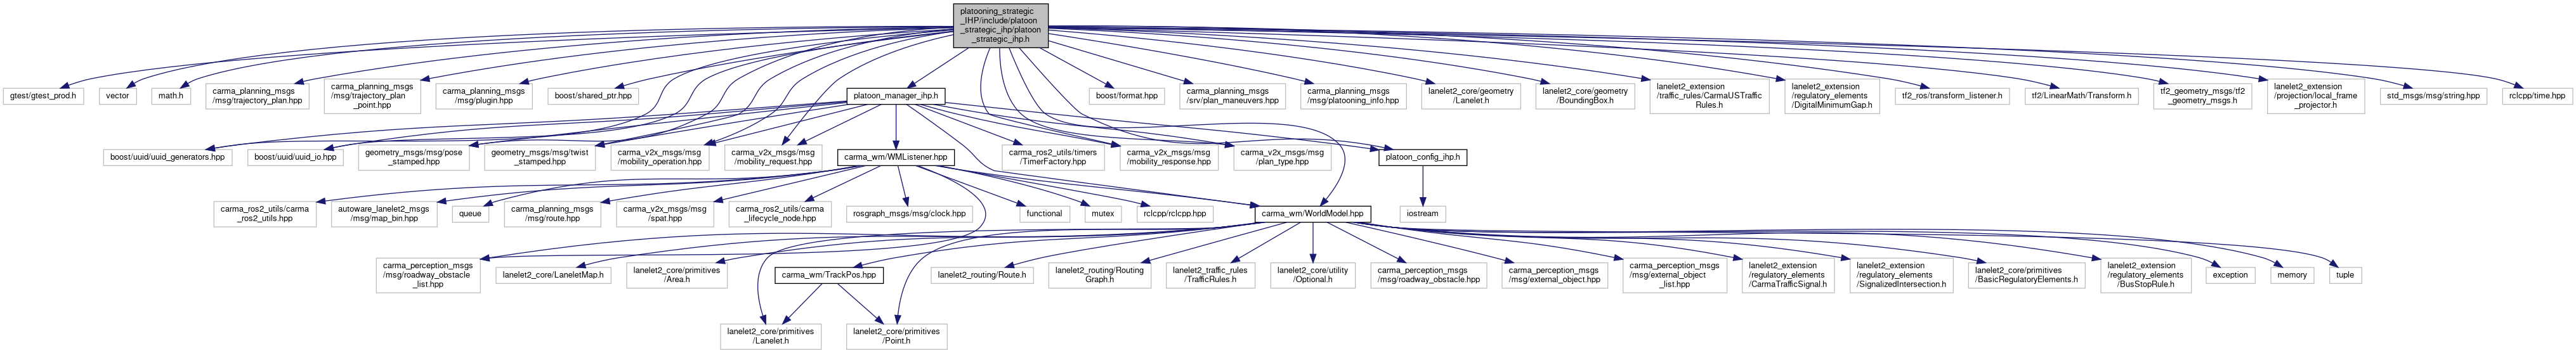 platooning_strategic
_IHP/include/platoon
_strategic_ihp/platoon
_strategic_ihp.h
gtest/gtest_prod.h
vector
math.h
carma_planning_msgs
/msg/trajectory_plan.hpp
carma_planning_msgs
/msg/trajectory_plan
_point.hpp
carma_planning_msgs
/msg/plugin.hpp
boost/shared_ptr.hpp
platoon_manager_ihp.h
boost/format.hpp
carma_planning_msgs
/srv/plan_maneuvers.hpp
carma_planning_msgs
/msg/platooning_info.hpp
lanelet2_core/geometry
/Lanelet.h
lanelet2_core/geometry
/BoundingBox.h
lanelet2_extension
/traffic_rules/CarmaUSTraffic
Rules.h
lanelet2_extension
/regulatory_elements
/DigitalMinimumGap.h
tf2_ros/transform_listener.h
tf2/LinearMath/Transform.h
tf2_geometry_msgs/tf2
_geometry_msgs.h
lanelet2_extension
/projection/local_frame
_projector.h
std_msgs/msg/string.hpp
rclcpp/time.hpp
boost/uuid/uuid_generators.hpp
boost/uuid/uuid_io.hpp
geometry_msgs/msg/pose
_stamped.hpp
geometry_msgs/msg/twist
_stamped.hpp
carma_v2x_msgs/msg
/mobility_operation.hpp
carma_v2x_msgs/msg
/mobility_request.hpp
carma_wm/WMListener.hpp
carma_ros2_utils/timers
/TimerFactory.hpp
carma_v2x_msgs/msg
/mobility_response.hpp
carma_v2x_msgs/msg
/plan_type.hpp
platoon_config_ihp.h
carma_ros2_utils/carma
_ros2_utils.hpp
autoware_lanelet2_msgs
/msg/map_bin.hpp
queue
carma_planning_msgs
/msg/route.hpp
carma_v2x_msgs/msg
/spat.hpp
carma_ros2_utils/carma
_lifecycle_node.hpp
rosgraph_msgs/msg/clock.hpp
functional
mutex
rclcpp/rclcpp.hpp
carma_wm/WorldModel.hpp
iostream
carma_perception_msgs
/msg/roadway_obstacle
_list.hpp
lanelet2_core/LaneletMap.h
lanelet2_core/primitives
/Area.h
carma_wm/TrackPos.hpp
lanelet2_routing/Route.h
lanelet2_routing/Routing
Graph.h
lanelet2_traffic_rules
/TrafficRules.h
lanelet2_core/utility
/Optional.h
carma_perception_msgs
/msg/roadway_obstacle.hpp
carma_perception_msgs
/msg/external_object.hpp
carma_perception_msgs
/msg/external_object
_list.hpp
lanelet2_extension
/regulatory_elements
/CarmaTrafficSignal.h
lanelet2_extension
/regulatory_elements
/SignalizedIntersection.h
lanelet2_core/primitives
/BasicRegulatoryElements.h
lanelet2_extension
/regulatory_elements
/BusStopRule.h
exception
memory
tuple
lanelet2_core/primitives
/Lanelet.h
lanelet2_core/primitives
/Point.h